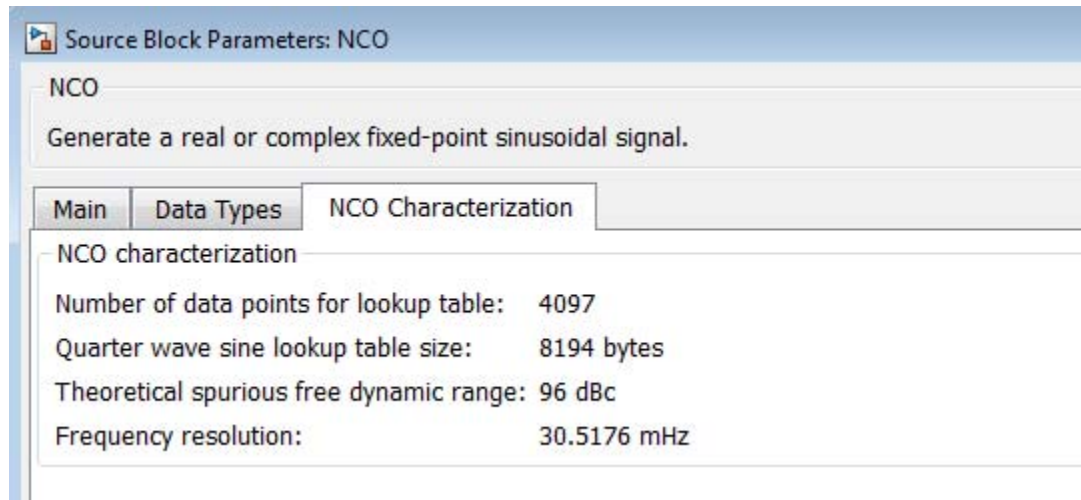 Source Block Parameters: NCO
NCO
Generate a real or complex fixed-point sinusoidal signal.
Main Data Types NCO Characterization
NCO characterization
Number of data points for lookup table: 4097
Quarter wave sine lookup table size: 8194 bytes
Theoretical spurious free dynamic range: 96 dBc
Frequency resolution: 30.5176 mHz